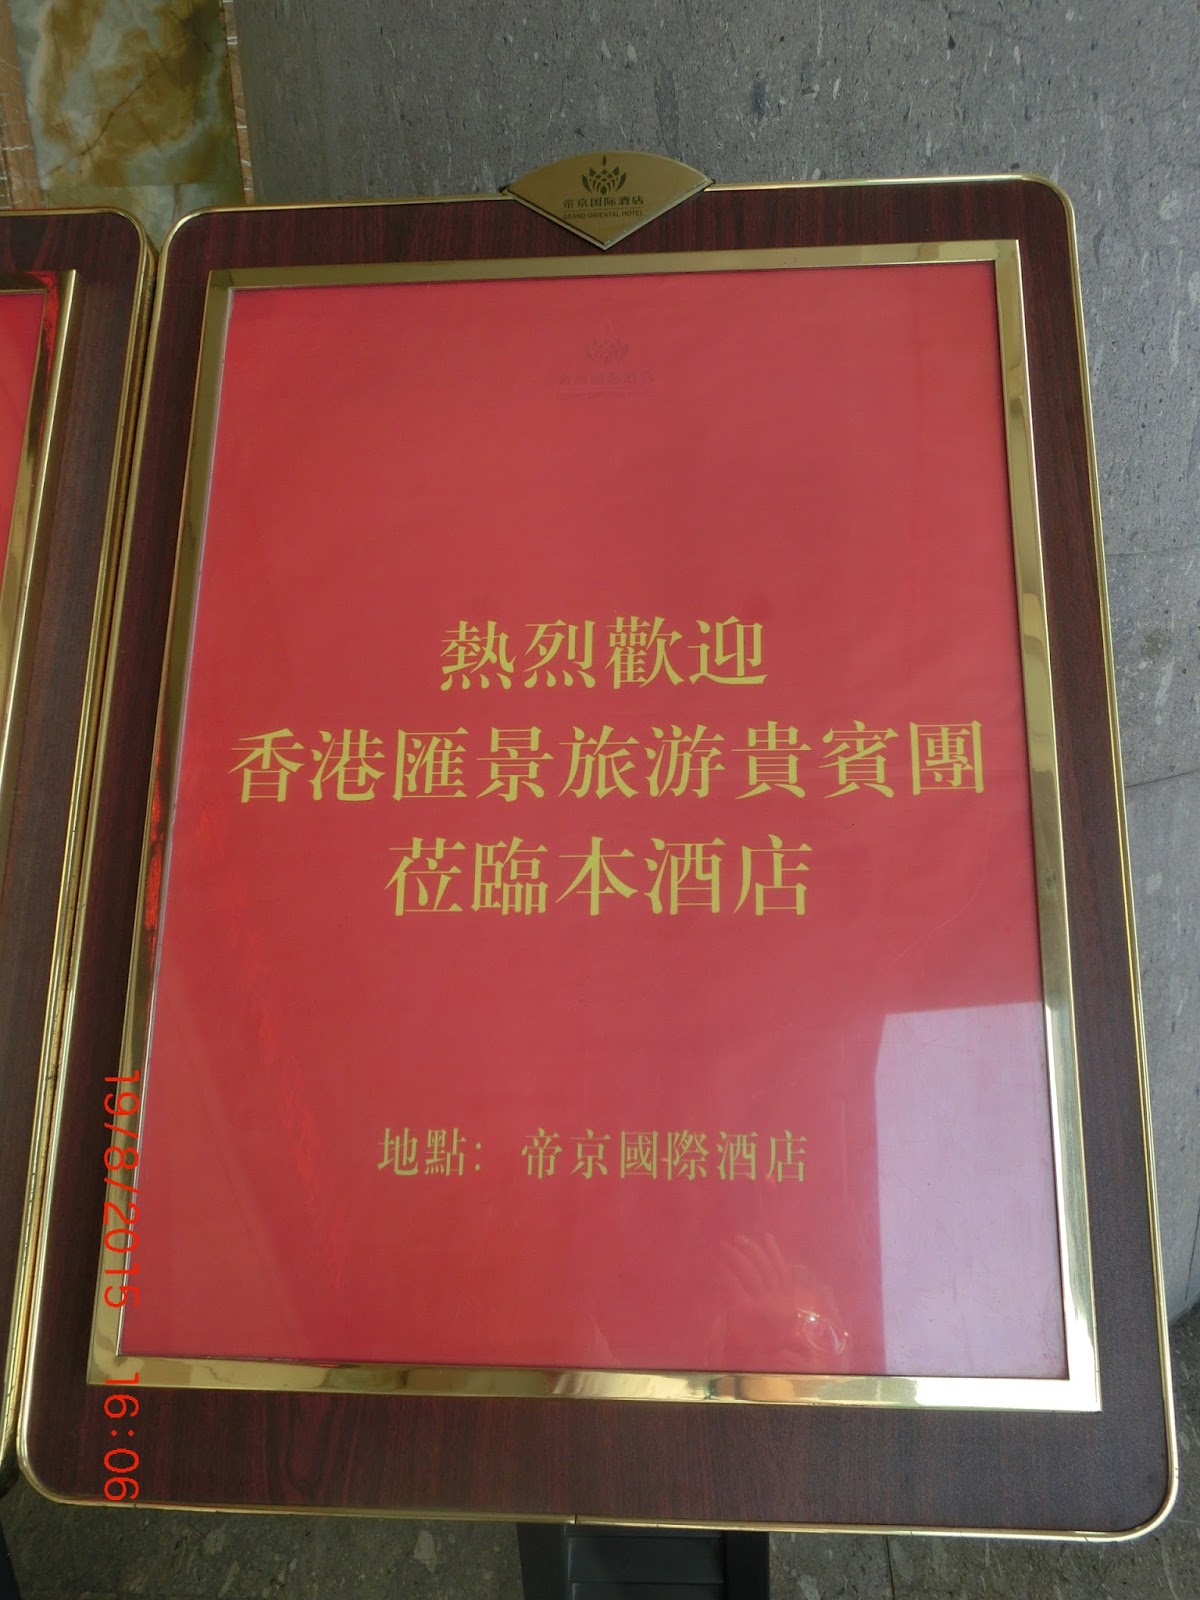 帝京国际酒店
GRAND ORIENTAL HOTEL
熱烈歡迎
香港匯景旅游貴賓團
莅臨本酒店
地點：帝京國際酒店
19/8/2015 16:06